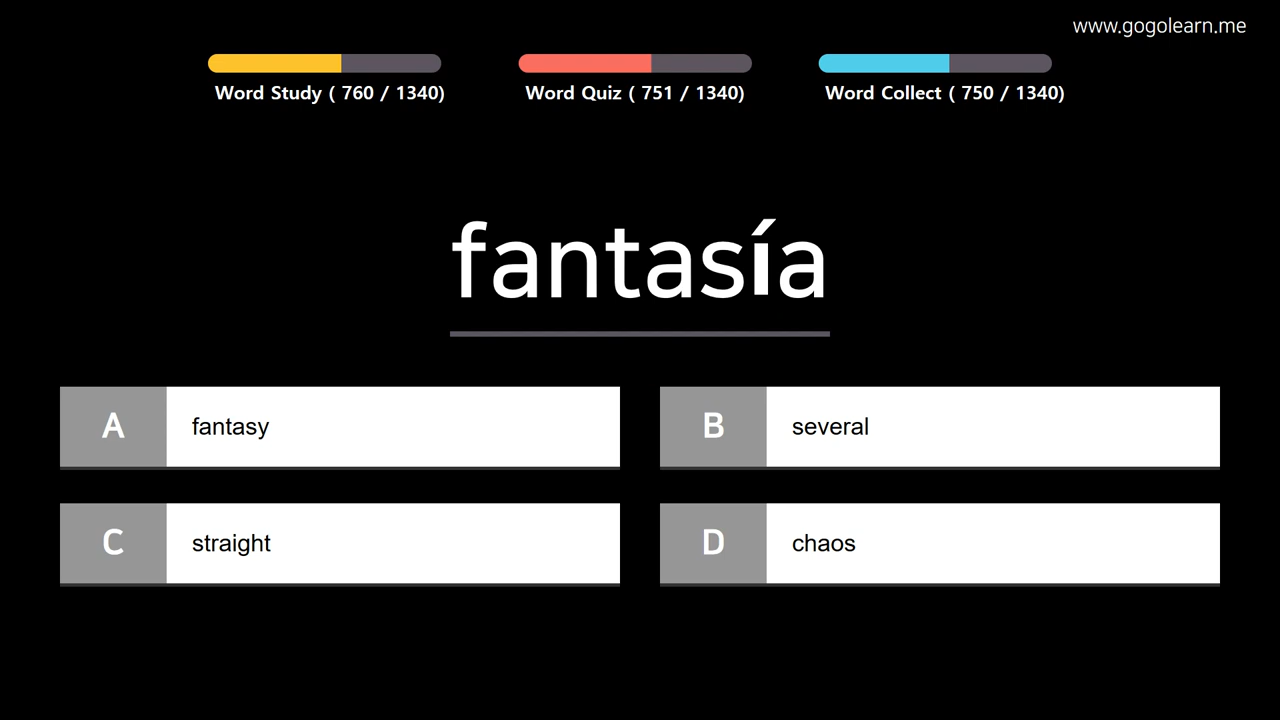 www.gogolearn.me
Word Study ( 760 / 1340)
Word Quiz ( 751 / 1340)
Word Collect ( 750 / 1340)
fantasía
A fantasy
B several
C straight
D chaos